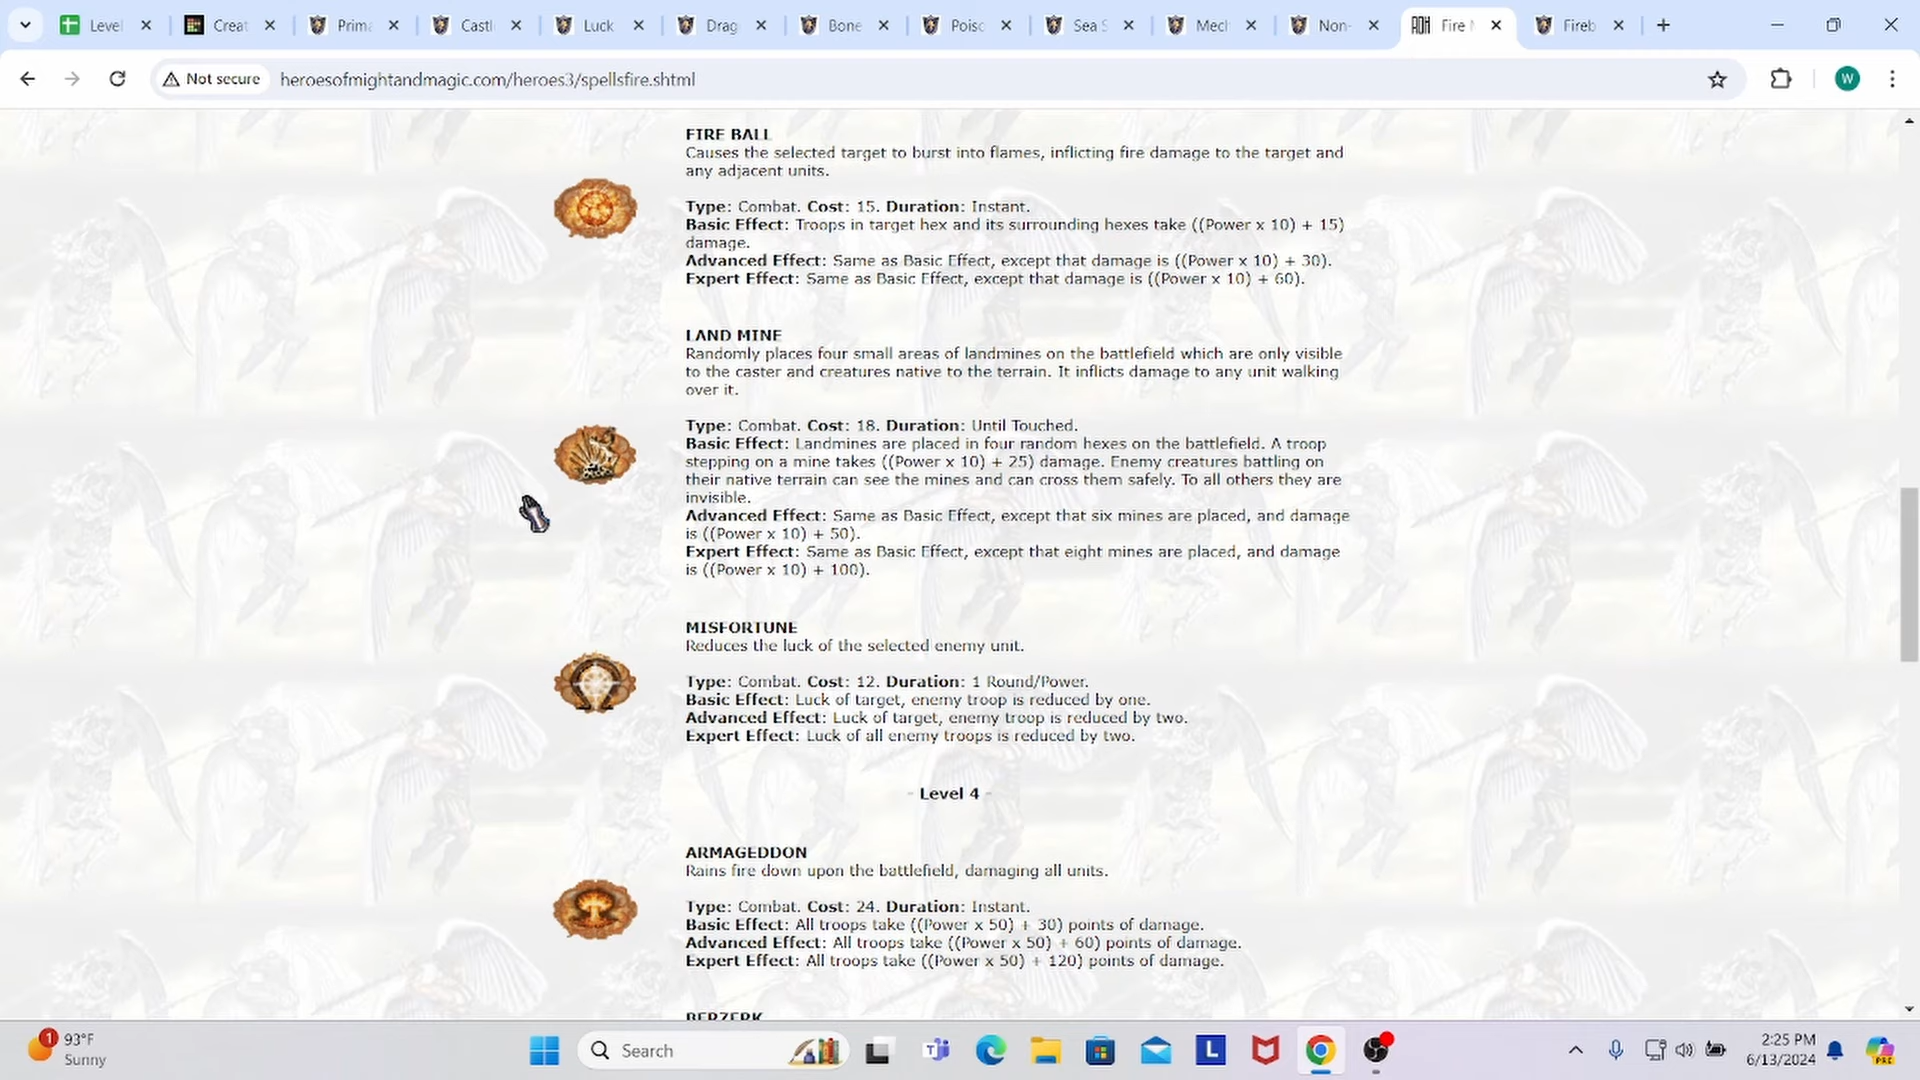 Level
Creat
Prima
Castl
Luck
Drag
Bone
Poiso
Sea S
Mech
Non-
Fire M
Fireb
Not secure
heroesofmightandmagic.com/heroes3/spellsfire.shtml
W
FIRE BALL
Causes the selected target to burst into flames, inflicting fire damage to the target and
any adjacent units.
Type: Combat. Cost: 15. Duration: Instant.
Basic Effect: Troops in target hex and its surrounding hexes take ((Power x 10) + 15)
damage.
Advanced Effect: Same as Basic Effect, except that damage is ((Power x 10) + 30).
Expert Effect: Same as Basic Effect, except that damage is ((Power x 10) + 60).
LAND MINE
Randomly places four small areas of landmines on the battlefield which are only visible
to the caster and creatures native to the terrain. It inflicts damage to any unit walking
over it.
Type: Combat. Cost: 18. Duration: Until Touched.
Basic Effect: Landmines are placed in four random hexes on the battlefield. A troop
stepping on a mine takes ((Power x 10) + 25) damage. Enemy creatures battling on
their native terrain can see the mines and can cross them safely. To all others they are
invisible.
Advanced Effect: Same as Basic Effect, except that six mines are placed, and damage
is ((Power x 10) + 50).
Expert Effect: Same as Basic Effect, except that eight mines are placed, and damage
is ((Power x 10) + 100).
MISFORTUNE
Reduces the luck of the selected enemy unit.
Type: Combat. Cost: 12. Duration: 1 Round/Power.
Basic Effect: Luck of target, enemy troop is reduced by one.
Advanced Effect: Luck of target, enemy troop is reduced by two.
Expert Effect: Luck of all enemy troops is reduced by two.
- Level 4 -
ARMAGEDDON
Rains fire down upon the battlefield, damaging all units.
Type: Combat. Cost: 24. Duration: Instant.
Basic Effect: All troops take ((Power x 50) + 30) points of damage.
Advanced Effect: All troops take ((Power x 50) + 60) points of damage.
Expert Effect: All troops take ((Power x 50) + 120) points of damage.
BERZERK
1
93°F
Sunny
Search
L
2:25 PM
6/13/2024
PRE